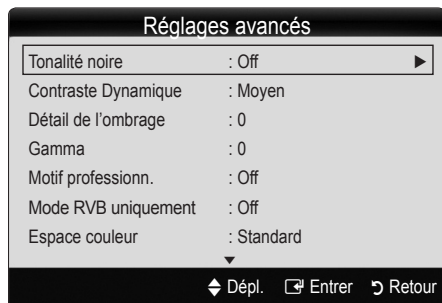 Réglages avancés
Tonalité noire : Off
Contraste Dynamique : Moyen
Détail de l’ombrage : 0
Gamma : 0
Motif professionn. : Off
Mode RVB uniquement : Off
Espace couleur : Standard
Dépl. Entrer Retour